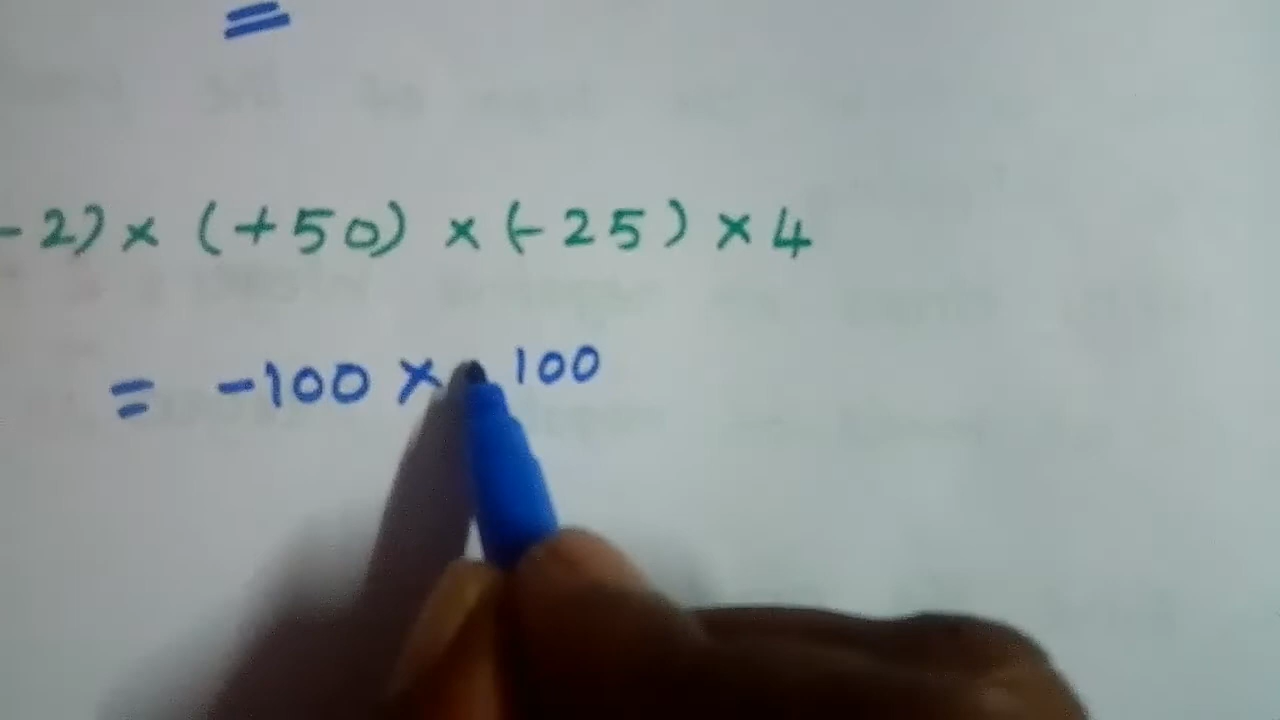 =
-2) × (+50) × (-25) × 4
= -100 × 100